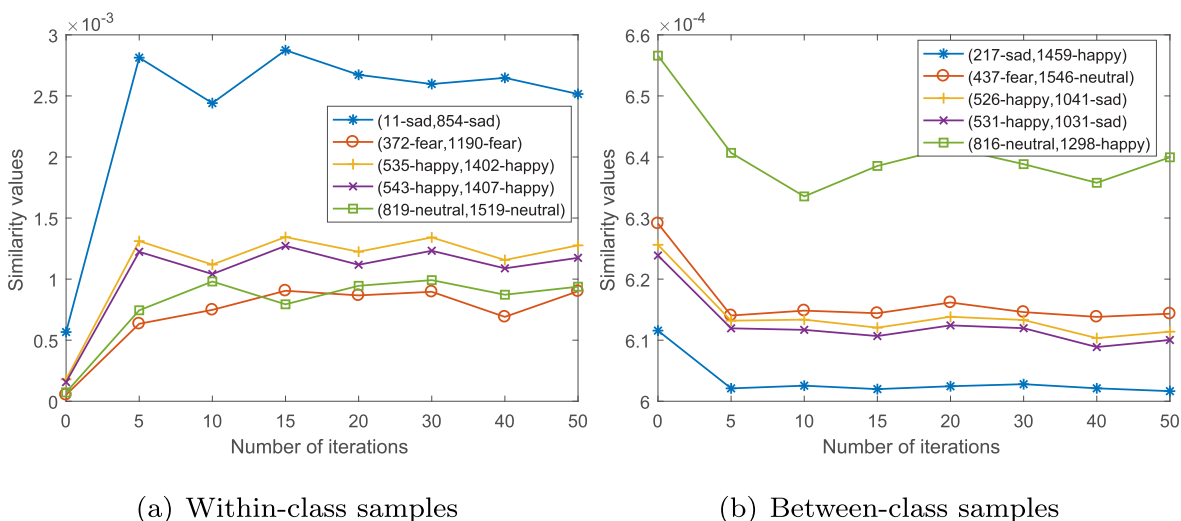 ×10⁻³
3
2.5
2
1.5
1
0.5
0
Similarity values
(11-sad,854-sad)
(372-fear,1190-fear)
(535-happy,1402-happy)
(543-happy,1407-happy)
(819-neutral,1519-neutral)
0 5 10 15 20 30 40 50
Number of iterations
(a) Within-class samples
×10⁻⁴
6.6
6.5
6.4
6.3
6.2
6.1
6
Similarity values
(217-sad,1459-happy)
(437-fear,1546-neutral)
(526-happy,1041-sad)
(531-happy,1031-sad)
(816-neutral,1298-happy)
0 5 10 15 20 30 40 50
Number of iterations
(b) Between-class samples